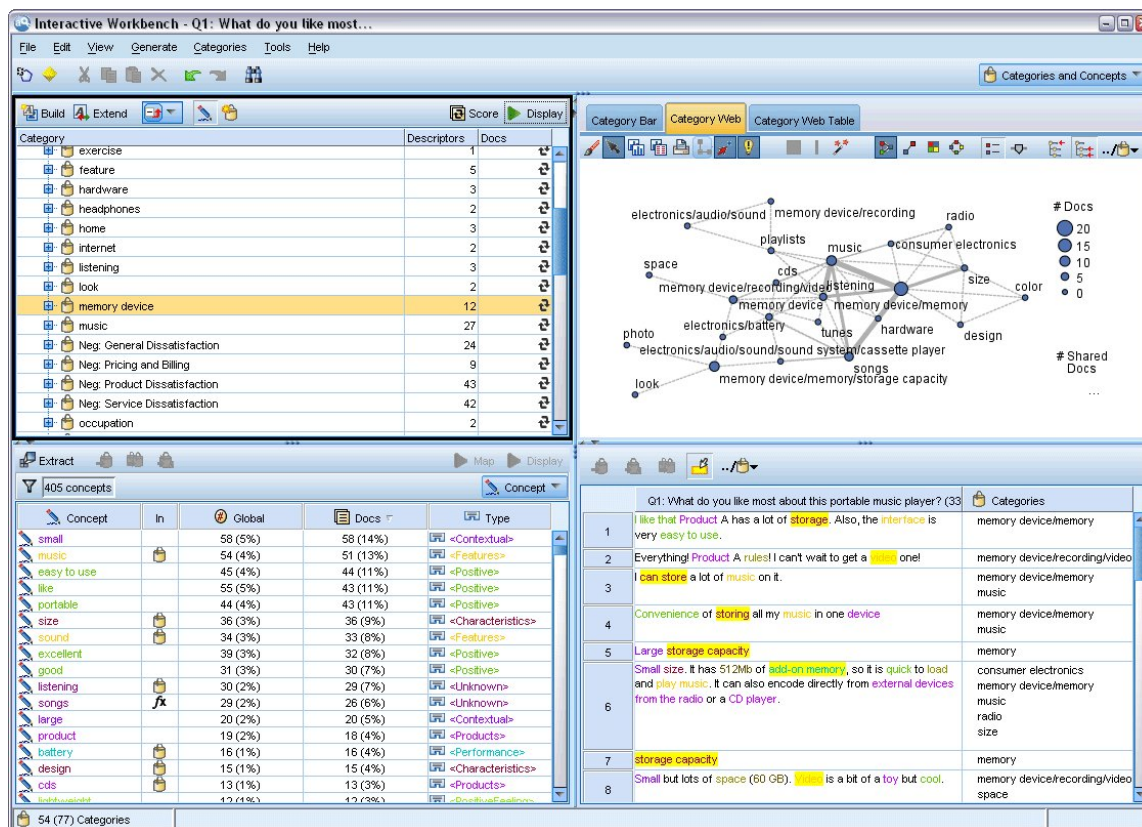 Interactive Workbench - Q1: What do you like most...
File Edit View Generate Categories Tools Help
Categories and Concepts
Build Extend Score Display
Category Descriptors Docs
exercise 1
feature 5
hardware 3
headphones 2
home 3
internet 2
listening 3
look 2
memory device 12
music 27
Neg: General Dissatisfaction 24
Neg: Pricing and Billing 9
Neg: Product Dissatisfaction 43
Neg: Service Dissatisfaction 42
occupation 2
Category Bar Category Web Category Web Table
../
electronics/audio/sound memory device/recording radio
playlists music consumer electronics
space cds size
memory device/recording/video listening color
memory device memory device/memory
photo electronics/battery tunes hardware design
electronics/audio/sound/sound system/cassette player
songs
look memory device/memory/storage capacity
# Docs
20
15
10
5
0
# Shared
Docs
...
Extract Map Display
405 concepts Concept
Concept In Global Docs Type
small 58 (5%) 58 (14%) <Contextual>
music 54 (4%) 51 (13%) <Features>
easy to use 45 (4%) 44 (11%) <Positive>
like 55 (5%) 43 (11%) <Positive>
portable 44 (4%) 43 (11%) <Positive>
size 36 (3%) 36 (9%) <Characteristics>
sound 34 (3%) 33 (8%) <Features>
excellent 39 (3%) 32 (8%) <Positive>
good 31 (3%) 30 (7%) <Positive>
listening 30 (2%) 29 (7%) <Unknown>
songs fx 29 (2%) 26 (6%) <Unknown>
large 20 (2%) 20 (5%) <Contextual>
product 19 (2%) 18 (4%) <Products>
battery 16 (1%) 16 (4%) <Performance>
design 15 (1%) 15 (4%) <Characteristics>
cds 13 (1%) 13 (3%) <Products>
lightweight 12 (1%) 12 (3%) <PositiveFeeling>
../
Q1: What do you like most about this portable music player? (33 Categories
1 I like that Product A has a lot of storage. Also, the interface is memory device/memory
very easy to use.
2 Everything! Product A rules! I can't wait to get a video one! memory device/recording/video
3 I can store a lot of music on it. memory device/memory
music
4 Convenience of storing all my music in one device memory device/memory
music
5 Large storage capacity memory
6 Small size. It has 512Mb of add-on memory, so it is quick to load consumer electronics
and play music. It can also encode directly from external devices memory device/memory
from the radio or a CD player. music
radio
size
7 storage capacity memory
8 Small but lots of space (60 GB). Video is a bit of a toy but cool. memory device/recording/video
space
54 (77) Categories